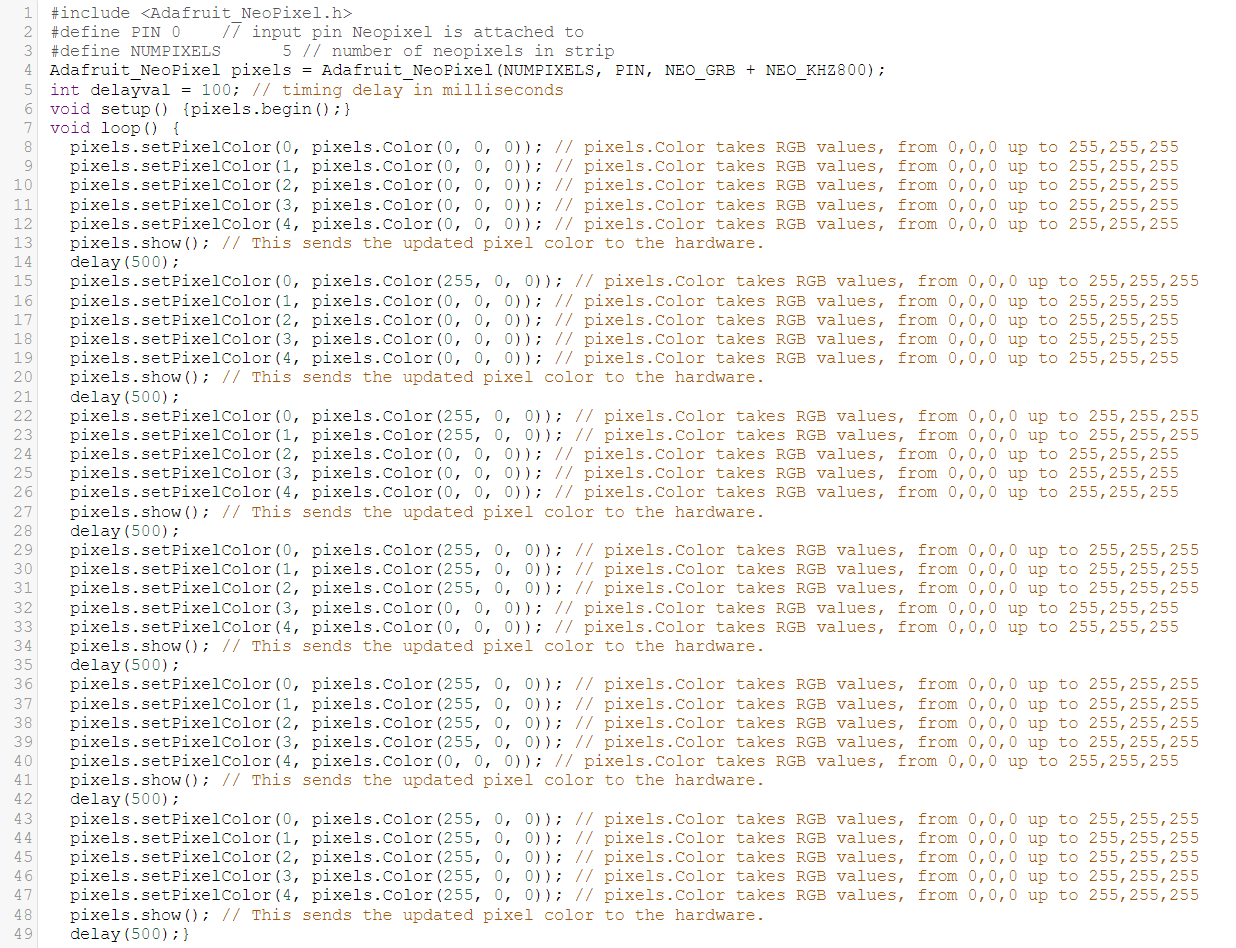 1 #include <Adafruit_NeoPixel.h>
2 #define PIN 0    // input pin Neopixel is attached to
3 #define NUMPIXELS      5 // number of neopixels in strip
4 Adafruit_NeoPixel pixels = Adafruit_NeoPixel(NUMPIXELS, PIN, NEO_GRB + NEO_KHZ800);
5 int delayval = 100; // timing delay in milliseconds
6 void setup() {pixels.begin();}
7 void loop() {
8   pixels.setPixelColor(0, pixels.Color(0, 0, 0)); // pixels.Color takes RGB values, from 0,0,0 up to 255,255,255
9   pixels.setPixelColor(1, pixels.Color(0, 0, 0)); // pixels.Color takes RGB values, from 0,0,0 up to 255,255,255
10   pixels.setPixelColor(2, pixels.Color(0, 0, 0)); // pixels.Color takes RGB values, from 0,0,0 up to 255,255,255
11   pixels.setPixelColor(3, pixels.Color(0, 0, 0)); // pixels.Color takes RGB values, from 0,0,0 up to 255,255,255
12   pixels.setPixelColor(4, pixels.Color(0, 0, 0)); // pixels.Color takes RGB values, from 0,0,0 up to 255,255,255
13   pixels.show(); // This sends the updated pixel color to the hardware.
14   delay(500);
15   pixels.setPixelColor(0, pixels.Color(255, 0, 0)); // pixels.Color takes RGB values, from 0,0,0 up to 255,255,255
16   pixels.setPixelColor(1, pixels.Color(0, 0, 0)); // pixels.Color takes RGB values, from 0,0,0 up to 255,255,255
17   pixels.setPixelColor(2, pixels.Color(0, 0, 0)); // pixels.Color takes RGB values, from 0,0,0 up to 255,255,255
18   pixels.setPixelColor(3, pixels.Color(0, 0, 0)); // pixels.Color takes RGB values, from 0,0,0 up to 255,255,255
19   pixels.setPixelColor(4, pixels.Color(0, 0, 0)); // pixels.Color takes RGB values, from 0,0,0 up to 255,255,255
20   pixels.show(); // This sends the updated pixel color to the hardware.
21   delay(500);
22   pixels.setPixelColor(0, pixels.Color(255, 0, 0)); // pixels.Color takes RGB values, from 0,0,0 up to 255,255,255
23   pixels.setPixelColor(1, pixels.Color(255, 0, 0)); // pixels.Color takes RGB values, from 0,0,0 up to 255,255,255
24   pixels.setPixelColor(2, pixels.Color(0, 0, 0)); // pixels.Color takes RGB values, from 0,0,0 up to 255,255,255
25   pixels.setPixelColor(3, pixels.Color(0, 0, 0)); // pixels.Color takes RGB values, from 0,0,0 up to 255,255,255
26   pixels.setPixelColor(4, pixels.Color(0, 0, 0)); // pixels.Color takes RGB values, from 0,0,0 up to 255,255,255
27   pixels.show(); // This sends the updated pixel color to the hardware.
28   delay(500);
29   pixels.setPixelColor(0, pixels.Color(255, 0, 0)); // pixels.Color takes RGB values, from 0,0,0 up to 255,255,255
30   pixels.setPixelColor(1, pixels.Color(255, 0, 0)); // pixels.Color takes RGB values, from 0,0,0 up to 255,255,255
31   pixels.setPixelColor(2, pixels.Color(255, 0, 0)); // pixels.Color takes RGB values, from 0,0,0 up to 255,255,255
32   pixels.setPixelColor(3, pixels.Color(0, 0, 0)); // pixels.Color takes RGB values, from 0,0,0 up to 255,255,255
33   pixels.setPixelColor(4, pixels.Color(0, 0, 0)); // pixels.Color takes RGB values, from 0,0,0 up to 255,255,255
34   pixels.show(); // This sends the updated pixel color to the hardware.
35   delay(500);
36   pixels.setPixelColor(0, pixels.Color(255, 0, 0)); // pixels.Color takes RGB values, from 0,0,0 up to 255,255,255
37   pixels.setPixelColor(1, pixels.Color(255, 0, 0)); // pixels.Color takes RGB values, from 0,0,0 up to 255,255,255
38   pixels.setPixelColor(2, pixels.Color(255, 0, 0)); // pixels.Color takes RGB values, from 0,0,0 up to 255,255,255
39   pixels.setPixelColor(3, pixels.Color(255, 0, 0)); // pixels.Color takes RGB values, from 0,0,0 up to 255,255,255
40   pixels.setPixelColor(4, pixels.Color(0, 0, 0)); // pixels.Color takes RGB values, from 0,0,0 up to 255,255,255
41   pixels.show(); // This sends the updated pixel color to the hardware.
42   delay(500);
43   pixels.setPixelColor(0, pixels.Color(255, 0, 0)); // pixels.Color takes RGB values, from 0,0,0 up to 255,255,255
44   pixels.setPixelColor(1, pixels.Color(255, 0, 0)); // pixels.Color takes RGB values, from 0,0,0 up to 255,255,255
45   pixels.setPixelColor(2, pixels.Color(255, 0, 0)); // pixels.Color takes RGB values, from 0,0,0 up to 255,255,255
46   pixels.setPixelColor(3, pixels.Color(255, 0, 0)); // pixels.Color takes RGB values, from 0,0,0 up to 255,255,255
47   pixels.setPixelColor(4, pixels.Color(255, 0, 0)); // pixels.Color takes RGB values, from 0,0,0 up to 255,255,255
48   pixels.show(); // This sends the updated pixel color to the hardware.
49   delay(500);}